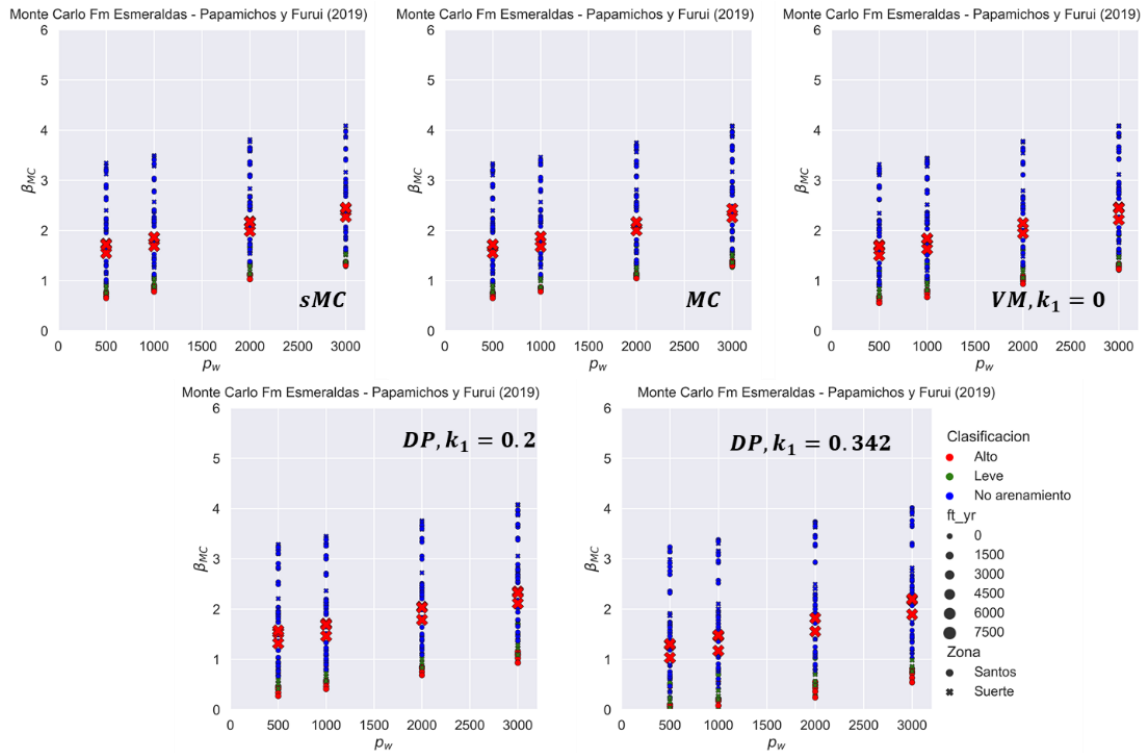 Monte Carlo Fm Esmeraldas - Papamichos y Furui (2019)
6
5
4
3
2
1
0
β_MC
sMC
0 500 1000 1500 2000 2500 3000
p_w
Monte Carlo Fm Esmeraldas - Papamichos y Furui (2019)
6
5
4
3
2
1
0
β_MC
MC
0 500 1000 1500 2000 2500 3000
p_w
Monte Carlo Fm Esmeraldas - Papamichos y Furui (2019)
6
5
4
3
2
1
0
β_MC
VM, k₁ = 0
0 500 1000 1500 2000 2500 3000
p_w
Monte Carlo Fm Esmeraldas - Papamichos y Furui (2019)
6
5
4
3
2
1
0
β_MC
DP, k₁ = 0.2
0 500 1000 1500 2000 2500 3000
p_w
Monte Carlo Fm Esmeraldas - Papamichos y Furui (2019)
6
5
4
3
2
1
0
β_MC
DP, k₁ = 0.342
0 500 1000 1500 2000 2500 3000
p_w
Clasificacion
Alto
Leve
No arenamiento
ft_yr
0
1500
3000
4500
6000
7500
Zona
Santos
Suerte